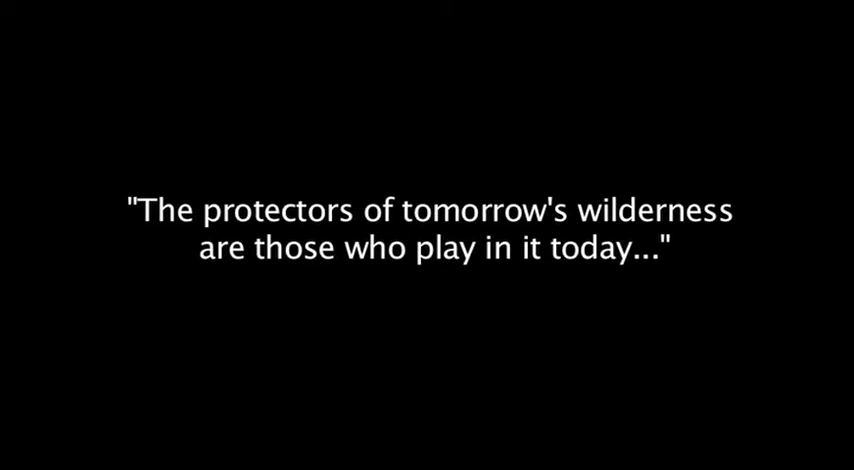 "The protectors of tomorrow's wilderness
are those who play in it today..."